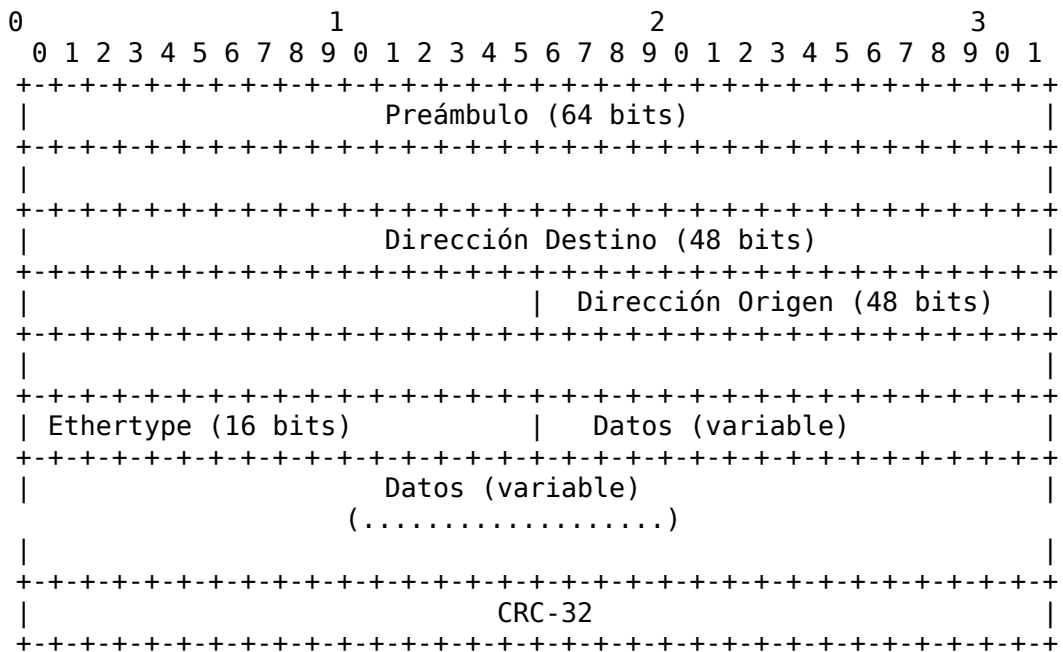 0                   1                   2                   3
 0 1 2 3 4 5 6 7 8 9 0 1 2 3 4 5 6 7 8 9 0 1 2 3 4 5 6 7 8 9 0 1
+-+-+-+-+-+-+-+-+-+-+-+-+-+-+-+-+-+-+-+-+-+-+-+-+-+-+-+-+-+-+-+-+
|                      Preámbulo (64 bits)                      |
+-+-+-+-+-+-+-+-+-+-+-+-+-+-+-+-+-+-+-+-+-+-+-+-+-+-+-+-+-+-+-+-+
|                                                               |
+-+-+-+-+-+-+-+-+-+-+-+-+-+-+-+-+-+-+-+-+-+-+-+-+-+-+-+-+-+-+-+-+
|                      Dirección Destino (48 bits)              |
+-+-+-+-+-+-+-+-+-+-+-+-+-+-+-+-+-+-+-+-+-+-+-+-+-+-+-+-+-+-+-+-+
|                               |  Dirección Origen (48 bits)   |
+-+-+-+-+-+-+-+-+-+-+-+-+-+-+-+-+-+-+-+-+-+-+-+-+-+-+-+-+-+-+-+-+
|                                                               |
+-+-+-+-+-+-+-+-+-+-+-+-+-+-+-+-+-+-+-+-+-+-+-+-+-+-+-+-+-+-+-+-+
| Ethertype (16 bits)           |   Datos (variable)            |
+-+-+-+-+-+-+-+-+-+-+-+-+-+-+-+-+-+-+-+-+-+-+-+-+-+-+-+-+-+-+-+-+
|                      Datos (variable)                         |
                    (...................)
|                                                               |
+-+-+-+-+-+-+-+-+-+-+-+-+-+-+-+-+-+-+-+-+-+-+-+-+-+-+-+-+-+-+-+-+
|                             CRC-32                            |
+-+-+-+-+-+-+-+-+-+-+-+-+-+-+-+-+-+-+-+-+-+-+-+-+-+-+-+-+-+-+-+-+